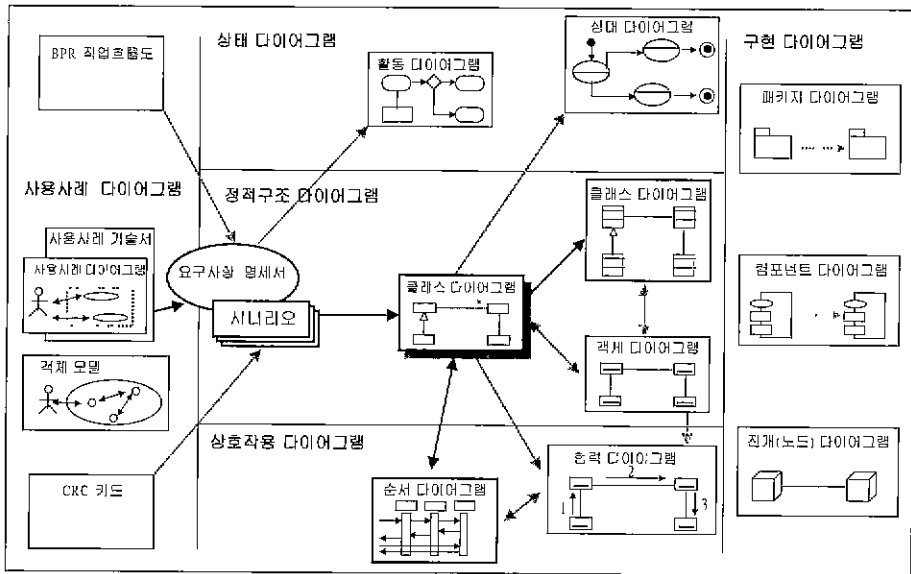 BPR 직업흐름도
상태 다이어그램
활동 다이어그램
상태 다이어그램
구현 다이어그램
패키지 다이어그램
사용사례 다이어그램
정적구조 다이어그램
클래스 다이어그램
사용사례 기술서
사용사례 다이어그램
요구사항 명세서
시나리오
클래스 다이어그램
컴포넌트 다이어그램
객체 모델
객체 다이어그램
상호작용 다이어그램
CRC 카드
순서 다이어그램
협력 다이어그램
1
2
3
전개(노드) 다이어그램